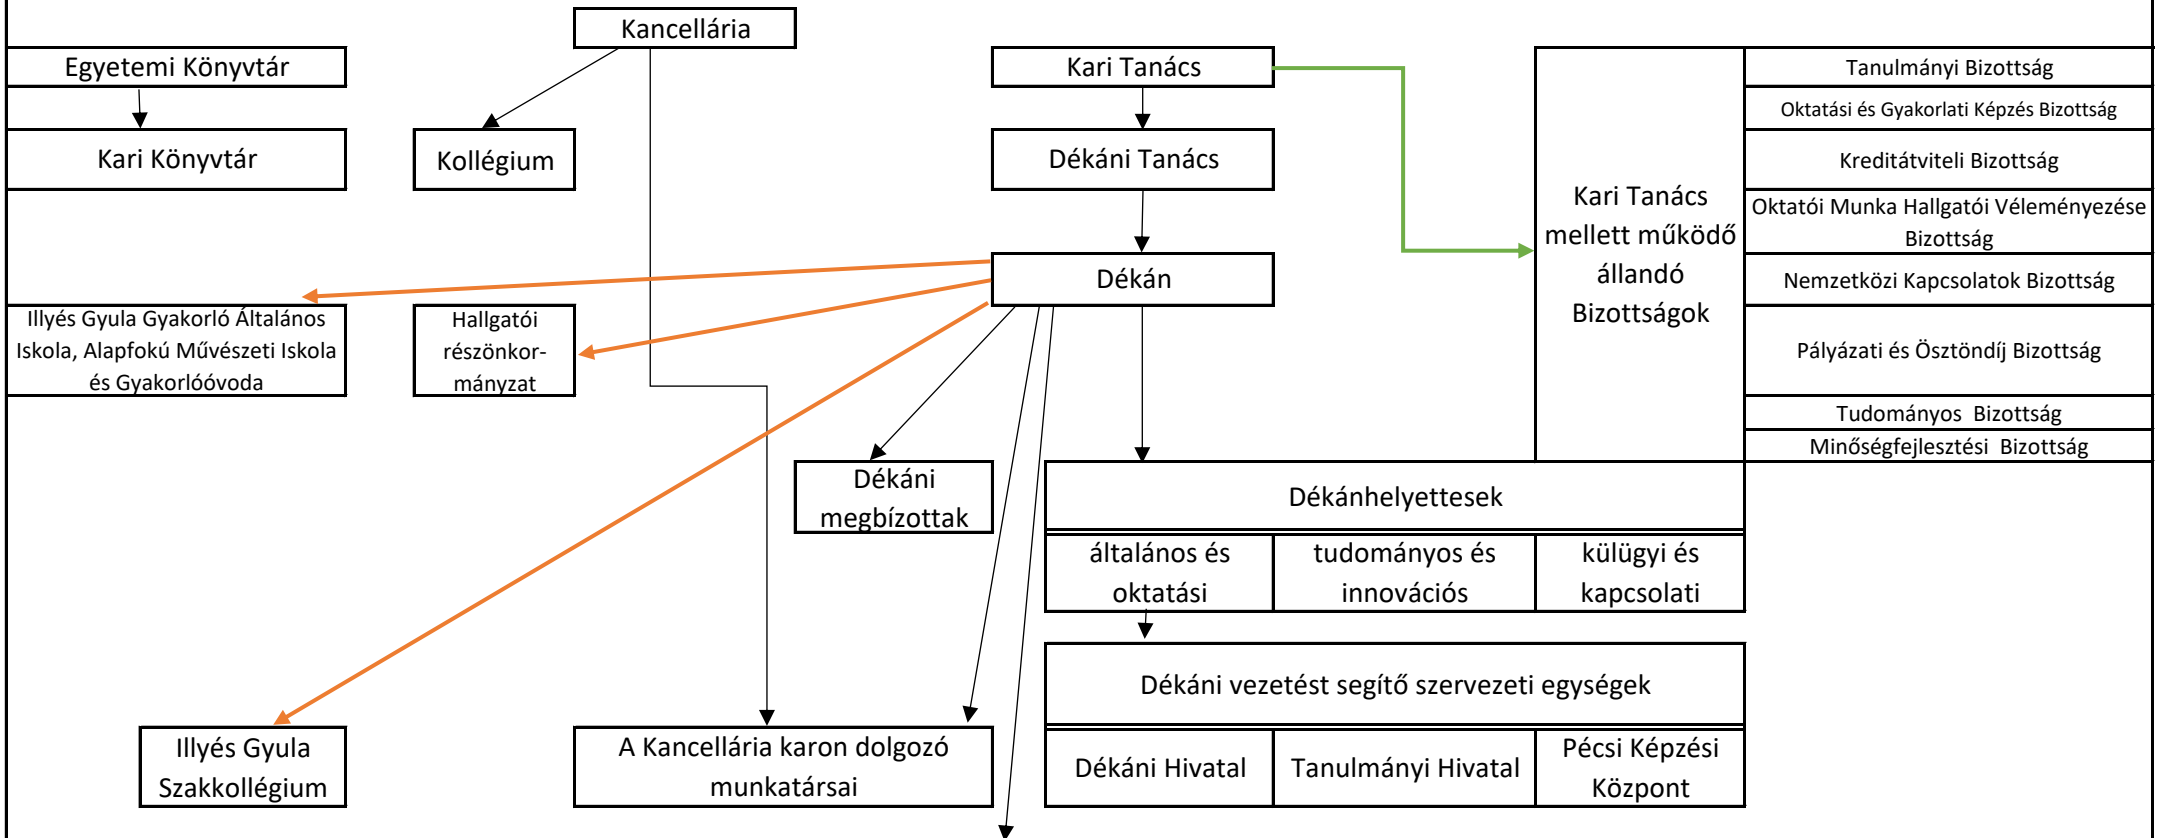 Kancellária
Egyetemi Könyvtár
Kari Tanács
Tanulmányi Bizottság
Oktatási és Gyakorlati Képzés Bizottság
Kari Könyvtár
Kollégium
Dékáni Tanács
Kreditátviteli Bizottság
Kari Tanács
mellett működő
állandó
Bizottságok
Oktatói Munka Hallgatói Véleményezése
Bizottság
Dékán
Nemzetközi Kapcsolatok Bizottság
Illyés Gyula Gyakorló Általános
Iskola, Alapfokú Művészeti Iskola
és Gyakorlóóvoda
Hallgatói
részönkor-
mányzat
Pályázati és Ösztöndíj Bizottság
Tudományos  Bizottság
Minőségfejlesztési  Bizottság
Dékáni
megbízottak
Dékánhelyettesek
általános és
oktatási
tudományos és
innovációs
külügyi és
kapcsolati
Dékáni vezetést segítő szervezeti egységek
Illyés Gyula
Szakkollégium
A Kancellária karon dolgozó
munkatársai
Dékáni Hivatal
Tanulmányi Hivatal
Pécsi Képzési
Központ